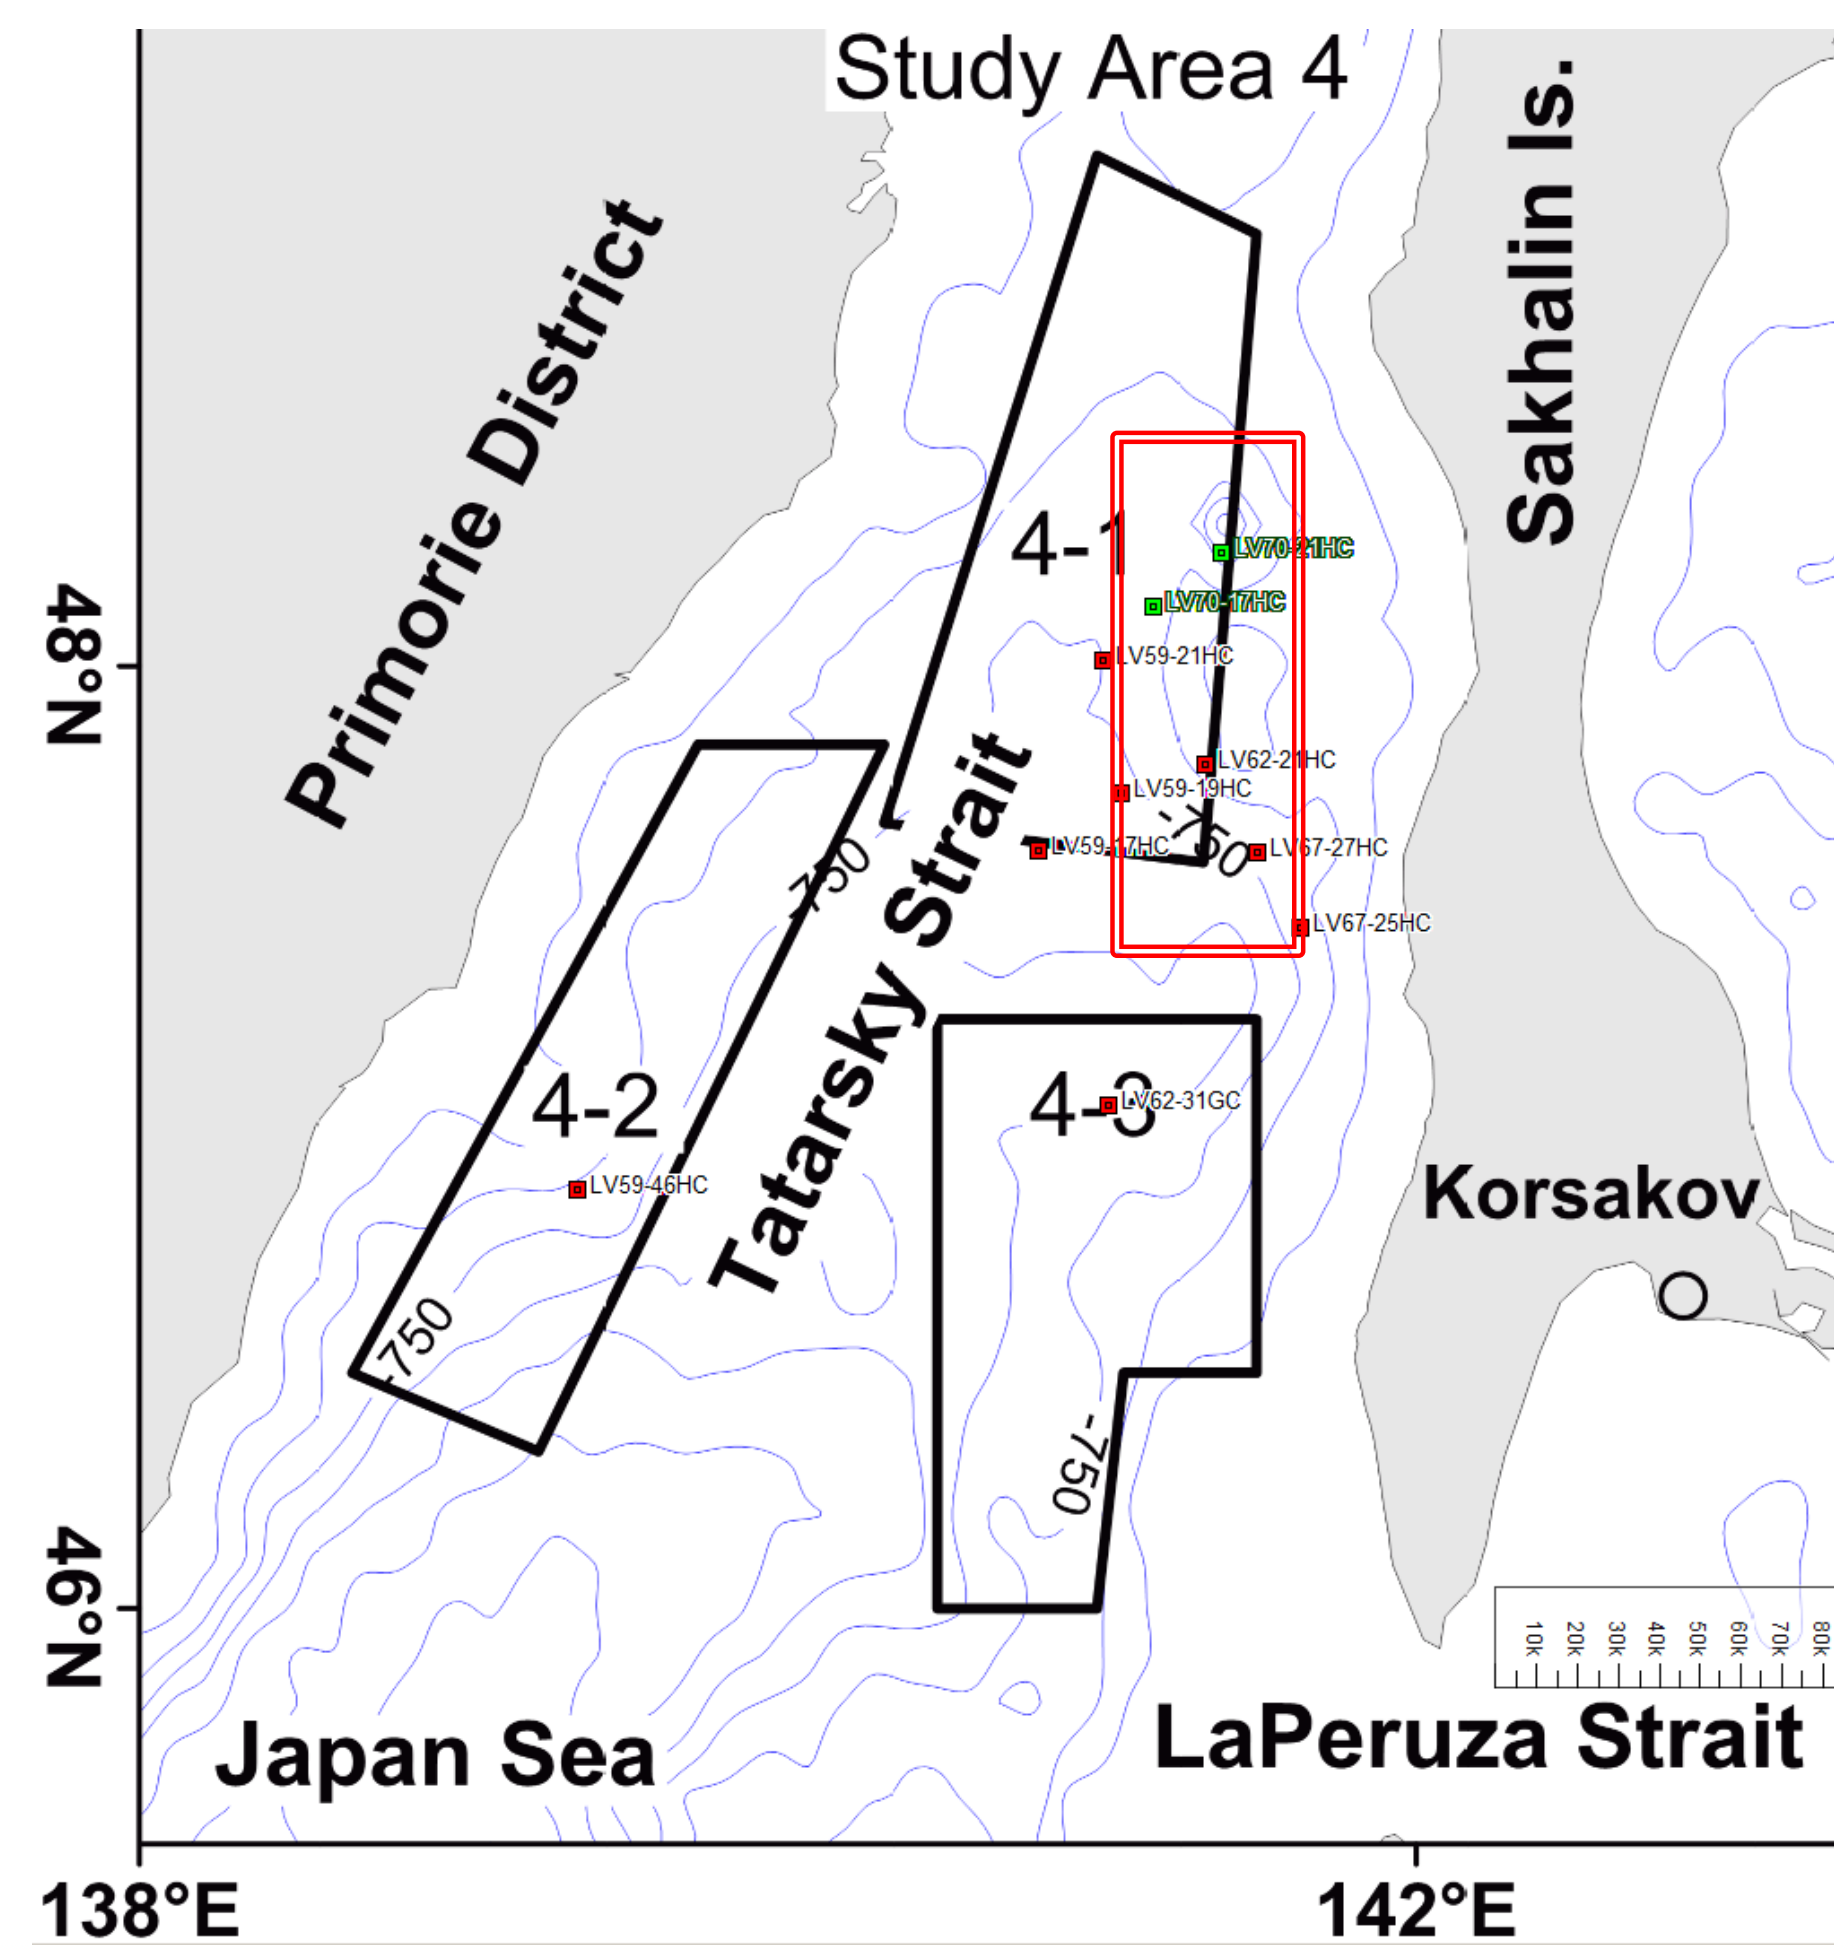 Study Area 4
Sakhalin Is.
Primorie District
4-1
LV70-21HC
LV70-17HC
48°N
LV59-21HC
LV62-21HC
LV59-19HC
-750
LV59-17HC
LV67-27HC
-750
Tatarsky Strait
LV67-25HC
4-2
4-3
LV62-31GC
LV59-46HC
Korsakov
-750
-750
46°N
10k
20k
30k
40k
50k
60k
70k
80k
Japan Sea
LaPeruza Strait
138°E
142°E